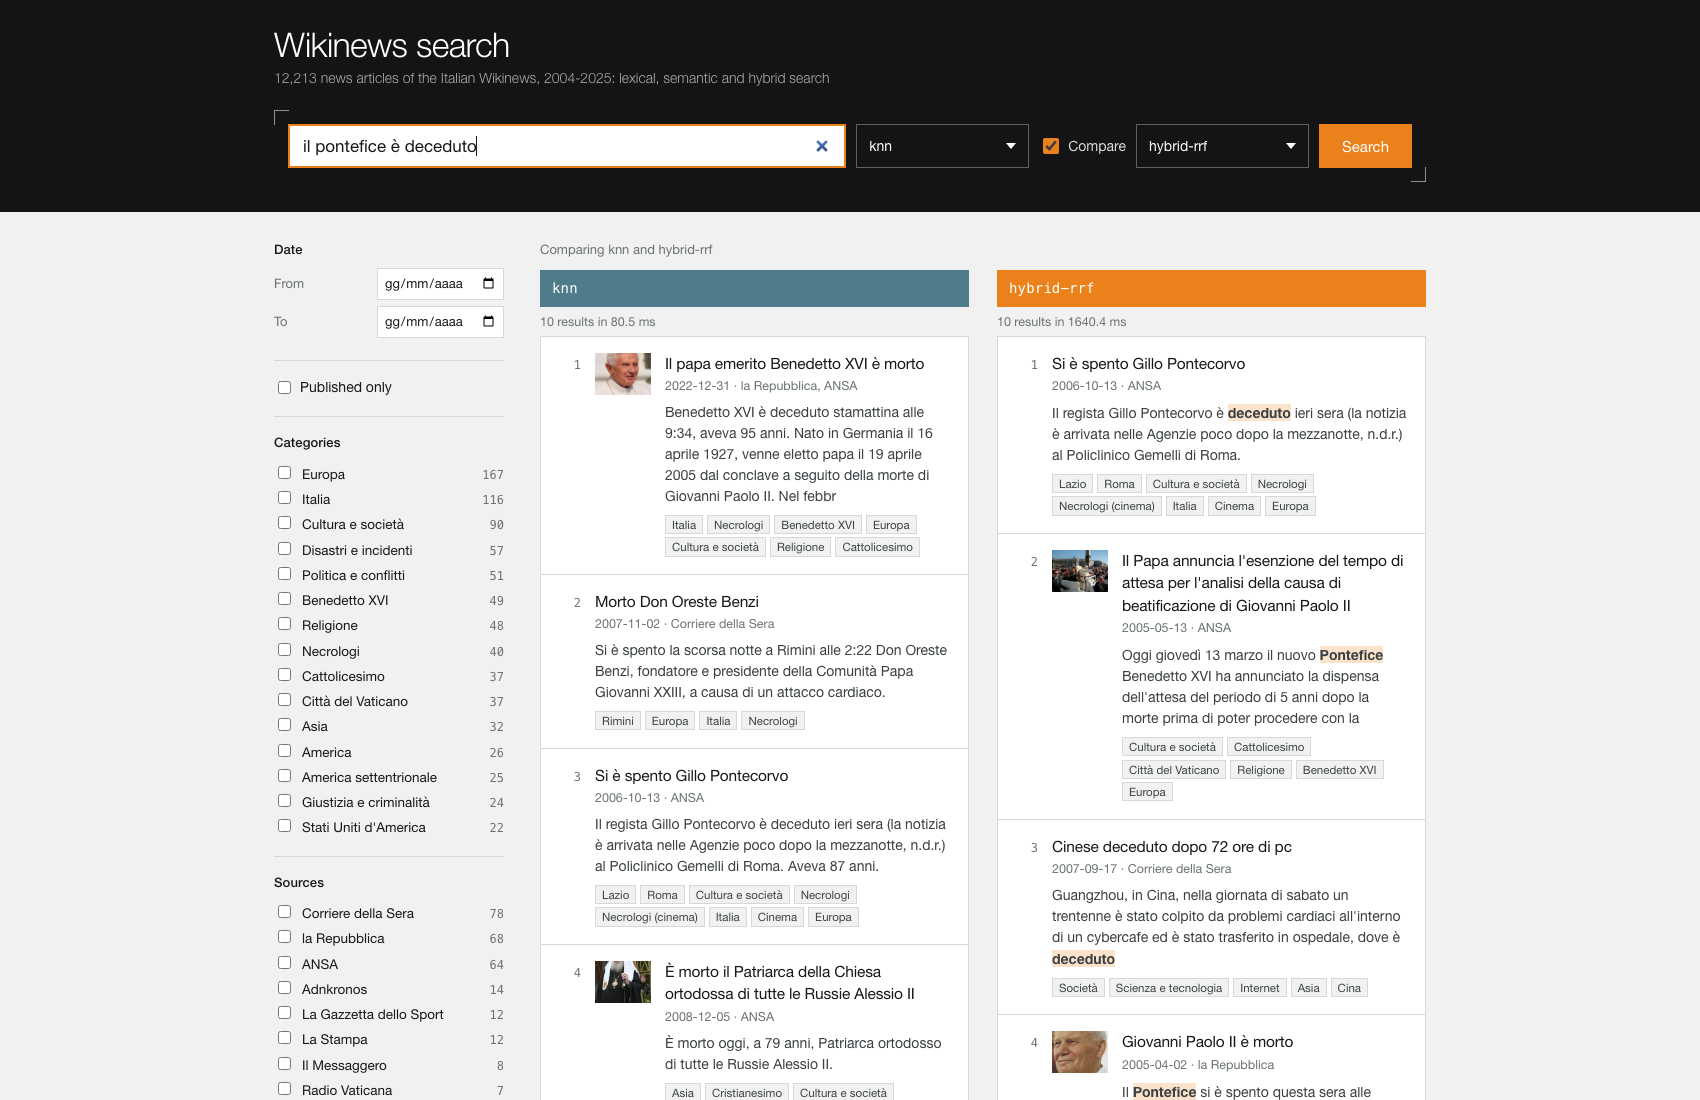 Wikinews search
12,213 news articles of the Italian Wikinews, 2004-2025: lexical, semantic and hybrid search
il pontefice è deceduto
knn
Compare
hybrid-rrf
Search
Date
From
gg/mm/aaaa
To
gg/mm/aaaa
Published only
Categories
Europa 167
Italia 116
Cultura e società 90
Disastri e incidenti 57
Politica e conflitti 51
Benedetto XVI 49
Religione 48
Necrologi 40
Cattolicesimo 37
Città del Vaticano 37
Asia 32
America 26
America settentrionale 25
Giustizia e criminalità 24
Stati Uniti d'America 22
Sources
Corriere della Sera 78
la Repubblica 68
ANSA 64
Adnkronos 14
La Gazzetta dello Sport 12
La Stampa 12
Il Messaggero 8
Radio Vaticana 7
Comparing knn and hybrid-rrf
knn
10 results in 80.5 ms
1
Il papa emerito Benedetto XVI è morto
2022-12-31 · la Repubblica, ANSA
Benedetto XVI è deceduto stamattina alle
9:34, aveva 95 anni. Nato in Germania il 16
aprile 1927, venne eletto papa il 19 aprile
2005 dal conclave a seguito della morte di
Giovanni Paolo II. Nel febbr
Italia Necrologi Benedetto XVI Europa
Cultura e società Religione Cattolicesimo
2
Morto Don Oreste Benzi
2007-11-02 · Corriere della Sera
Si è spento la scorsa notte a Rimini alle 2:22 Don Oreste
Benzi, fondatore e presidente della Comunità Papa
Giovanni XXIII, a causa di un attacco cardiaco.
Rimini Europa Italia Necrologi
3
Si è spento Gillo Pontecorvo
2006-10-13 · ANSA
Il regista Gillo Pontecorvo è deceduto ieri sera (la notizia
è arrivata nelle Agenzie poco dopo la mezzanotte, n.d.r.)
al Policlinico Gemelli di Roma. Aveva 87 anni.
Lazio Roma Cultura e società Necrologi
Necrologi (cinema) Italia Cinema Europa
4
È morto il Patriarca della Chiesa
ortodossa di tutte le Russie Alessio II
2008-12-05 · ANSA
È morto oggi, a 79 anni, Patriarca ortodosso
di tutte le Russie Alessio II.
Asia Cristianesimo Cultura e società
hybrid-rrf
10 results in 1640.4 ms
1
Si è spento Gillo Pontecorvo
2006-10-13 · ANSA
Il regista Gillo Pontecorvo è deceduto ieri sera (la notizia
è arrivata nelle Agenzie poco dopo la mezzanotte, n.d.r.)
al Policlinico Gemelli di Roma.
Lazio Roma Cultura e società Necrologi
Necrologi (cinema) Italia Cinema Europa
2
Il Papa annuncia l'esenzione del tempo di
attesa per l'analisi della causa di
beatificazione di Giovanni Paolo II
2005-05-13 · ANSA
Oggi giovedì 13 marzo il nuovo Pontefice
Benedetto XVI ha annunciato la dispensa
dell'attesa del periodo di 5 anni dopo la
morte prima di poter procedere con la
Cultura e società Cattolicesimo
Città del Vaticano Religione Benedetto XVI
Europa
3
Cinese deceduto dopo 72 ore di pc
2007-09-17 · Corriere della Sera
Guangzhou, in Cina, nella giornata di sabato un
trentenne è stato colpito da problemi cardiaci all'interno
di un cybercafe ed è stato trasferito in ospedale, dove è
deceduto
Società Scienza e tecnologia Internet Asia Cina
4
Giovanni Paolo II è morto
2005-04-02 · la Repubblica
Il Pontefice si è spento questa sera alle